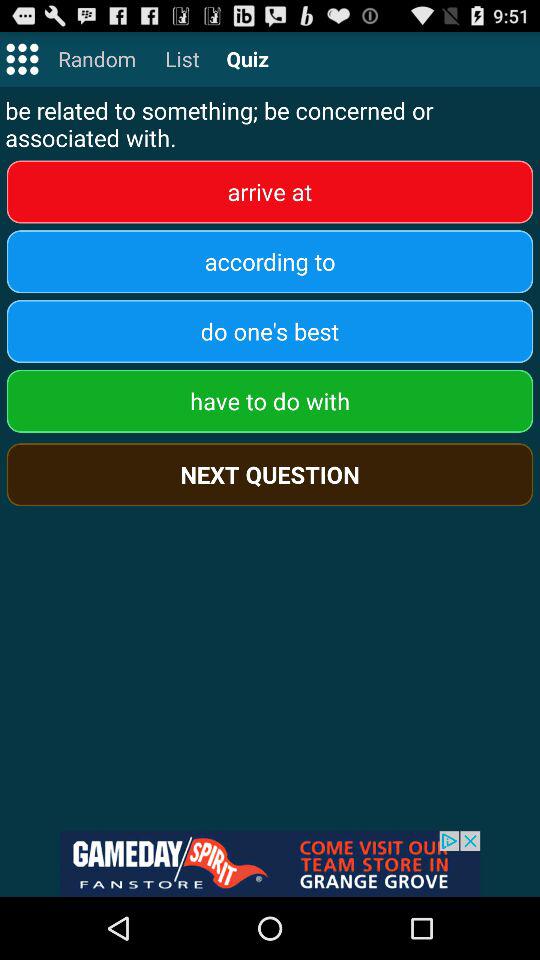 9:51
Random List Quiz
be related to something; be concerned or
associated with.
arrive at
according to
do one's best
have to do with
NEXT QUESTION
GAMEDAY SPIRIT ®
FANSTORE
COME VISIT OUR
TEAM STORE IN
GRANGE GROVE